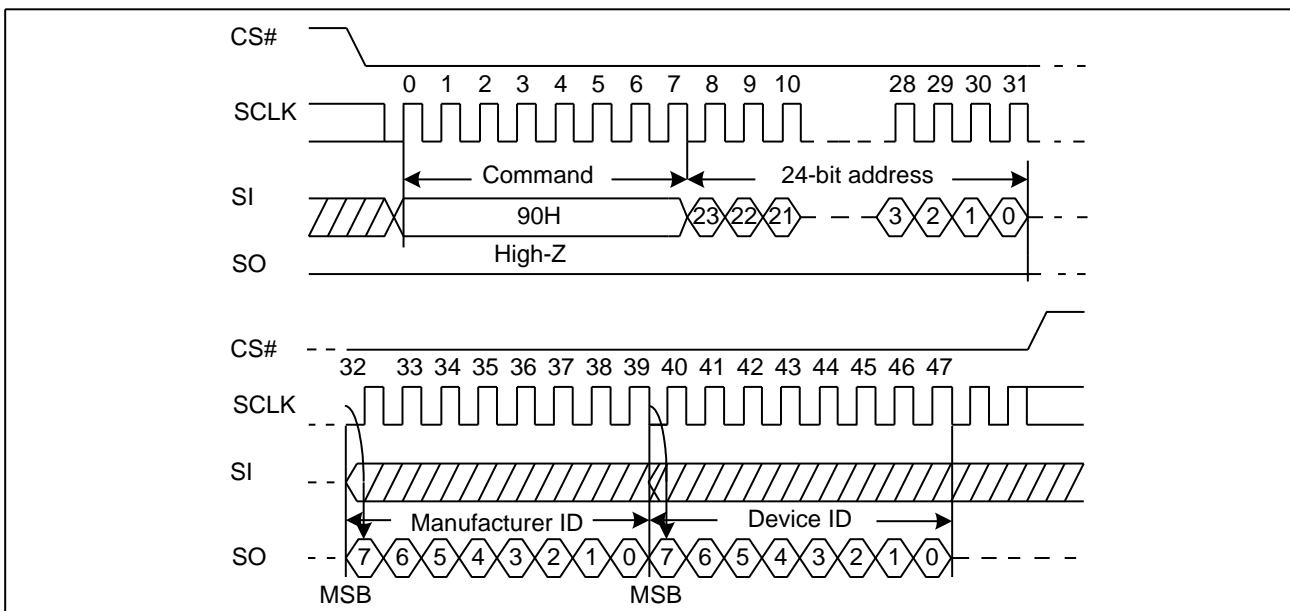 CS#
0 1 2 3 4 5 6 7 8 9 10 28 29 30 31
SCLK
Command 24-bit address
SI
90H 23 22 21 3 2 1 0
High-Z
SO
CS#
32 33 34 35 36 37 38 39 40 41 42 43 44 45 46 47
SCLK
SI
Manufacturer ID Device ID
SO 7 6 5 4 3 2 1 0 7 6 5 4 3 2 1 0
MSB MSB